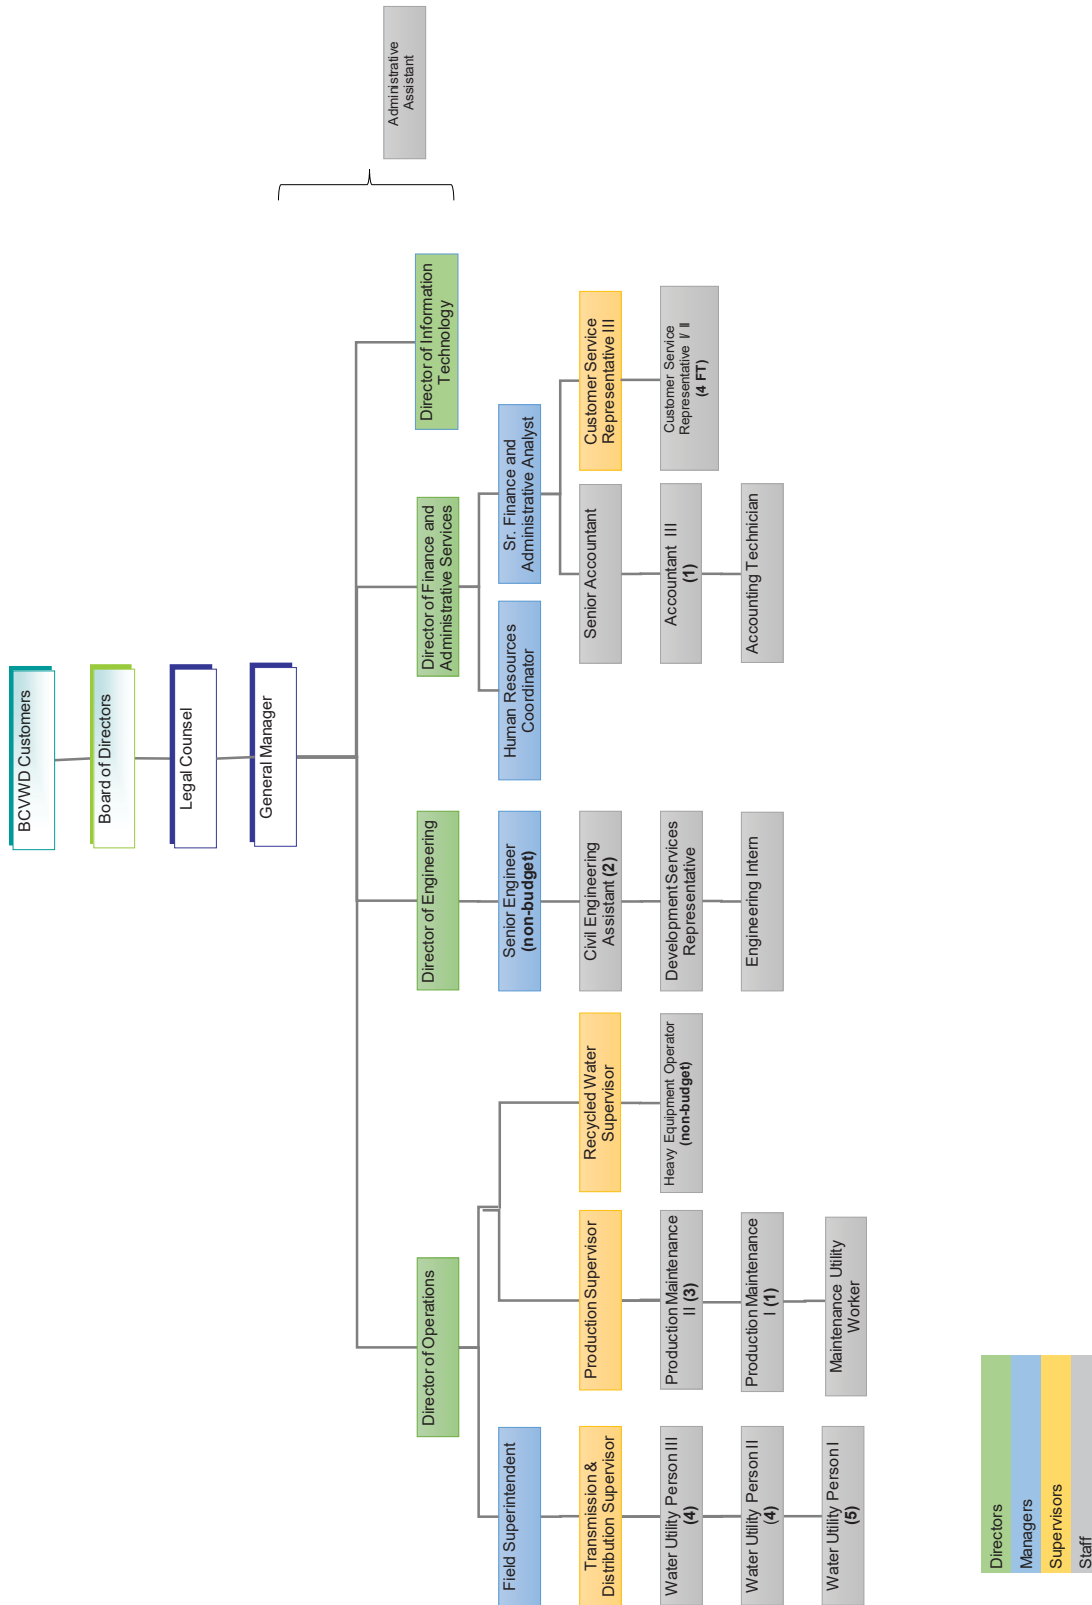 BCVWD Customers
Board of Directors
Legal Counsel
General Manager
Administrative
Assistant
Director of Operations
Director of Engineering
Director of Finance and
Administrative Services
Director of Information
Technology
Field Superintendent
Senior Engineer
(non-budget)
Human Resources
Coordinator
Sr. Finance and
Administrative Analyst
Transmission &
Distribution Supervisor
Production Supervisor
Recycled Water
Supervisor
Civil Engineering
Assistant (2)
Senior Accountant
Customer Service
Representative III
Water Utility Person III
(4)
Production Maintenance
II (3)
Heavy Equipment Operator
(non-budget)
Development Services
Representative
Accountant III
(1)
Customer Service
Representative I/ II
(4 FT)
Water Utility Person II
(4)
Production Maintenance
I (1)
Engineering Intern
Accounting Technician
Water Utility Person I
(5)
Maintenance Utility
Worker
Directors
Managers
Supervisors
Staff